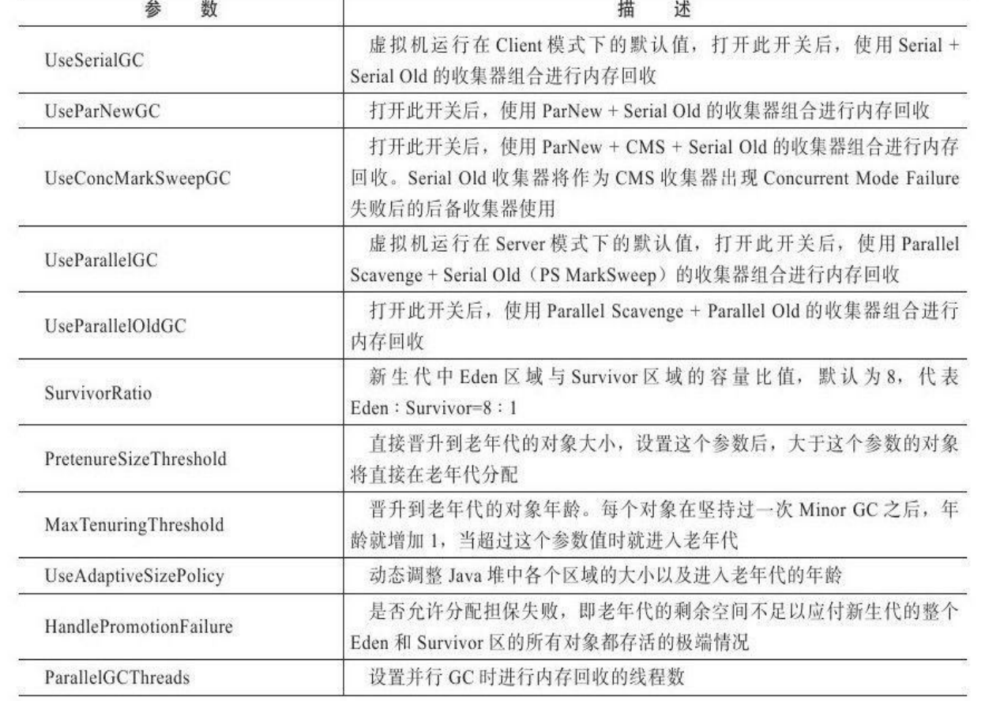 参 数 描 述
UseSerialGC
虚拟机运行在 Client 模式下的默认值，打开此开关后，使用 Serial +
Serial Old 的收集器组合进行内存回收
UseParNewGC
打开此开关后，使用 ParNew + Serial Old 的收集器组合进行内存回收
UseConcMarkSweepGC
打开此开关后，使用 ParNew + CMS + Serial Old 的收集器组合进行内存
回收。Serial Old 收集器将作为 CMS 收集器出现 Concurrent Mode Failure
失败后的后备收集器使用
UseParallelGC
虚拟机运行在 Server 模式下的默认值，打开此开关后，使用 Parallel
Scavenge + Serial Old（PS MarkSweep）的收集器组合进行内存回收
UseParallelOldGC
打开此开关后，使用 Parallel Scavenge + Parallel Old 的收集器组合进行
内存回收
SurvivorRatio
新生代中 Eden 区域与 Survivor 区域的容量比值，默认为 8，代表
Eden：Survivor=8：1
PretenureSizeThreshold
直接晋升到老年代的对象大小，设置这个参数后，大于这个参数的对象
将直接在老年代分配
MaxTenuringThreshold
晋升到老年代的对象年龄。每个对象在坚持过一次 Minor GC 之后，年
龄就增加 1，当超过这个参数值时就进入老年代
UseAdaptiveSizePolicy
动态调整 Java 堆中各个区域的大小以及进入老年代的年龄
HandlePromotionFailure
是否允许分配担保失败，即老年代的剩余空间不足以应付新生代的整个
Eden 和 Survivor 区的所有对象都存活的极端情况
ParallelGCThreads
设置并行 GC 时进行内存回收的线程数